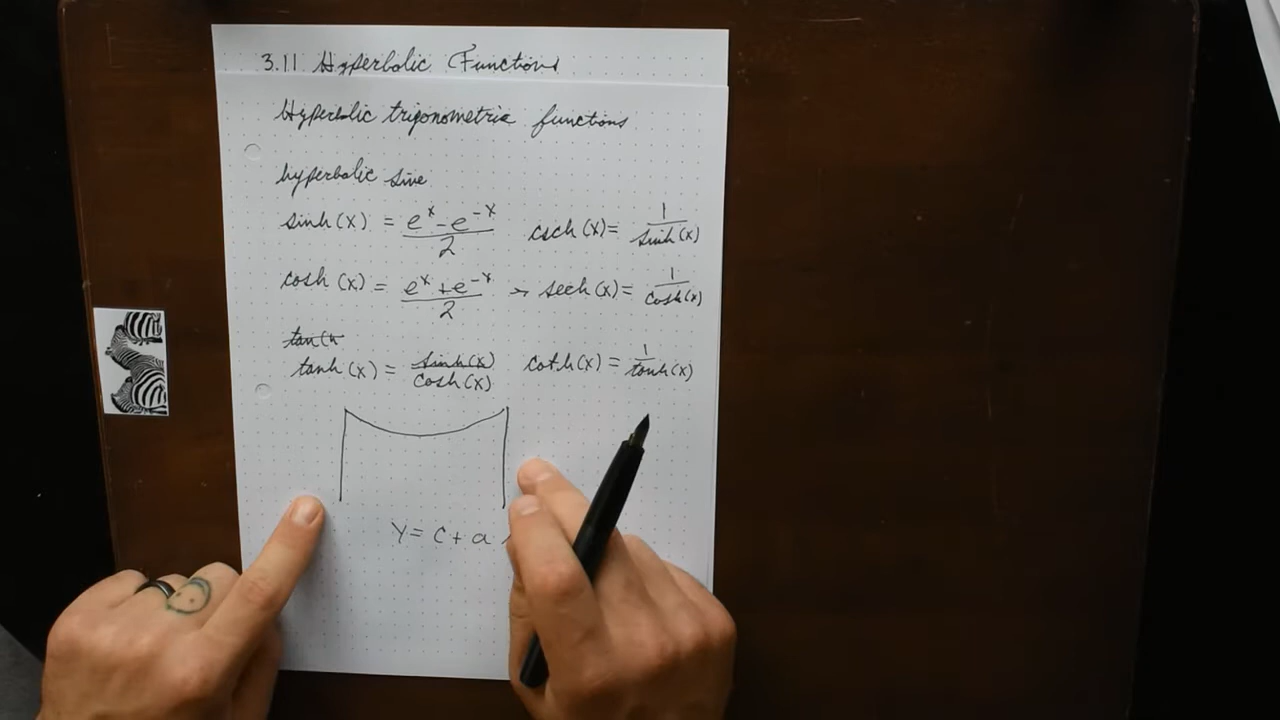 3.11 Hyperbolic Functions
Hyperbolic trigonometric functions
hyperbolic sine
sinh(x) = (e^x - e^-x)/2 csch(x) = 1/sinh(x)
cosh(x) = (e^x + e^-x)/2 → sech(x) = 1/cosh(x)
tan(h
tanh(x) = sinh(x)/cosh(x) coth(x) = 1/tanh(x)
y = c + a